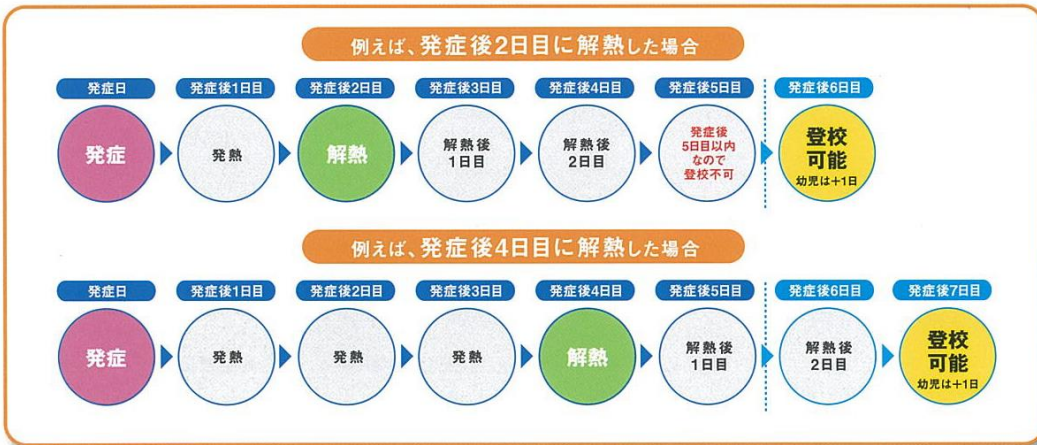 例えば、発症後2日目に解熱した場合
発症日
発症後1日目
発症後2日目
発症後3日目
発症後4日目
発症後5日目
発症後6日目
発症
発熱
解熱
解熱後
1日目
解熱後
2日目
発症後
5日目以内
なので
登校不可
登校
可能
幼児は+1日
例えば、発症後4日目に解熱した場合
発症日
発症後1日目
発症後2日目
発症後3日目
発症後4日目
発症後5日目
発症後6日目
発症後7日目
発症
発熱
発熱
発熱
解熱
解熱後
1日目
解熱後
2日目
登校
可能
幼児は+1日